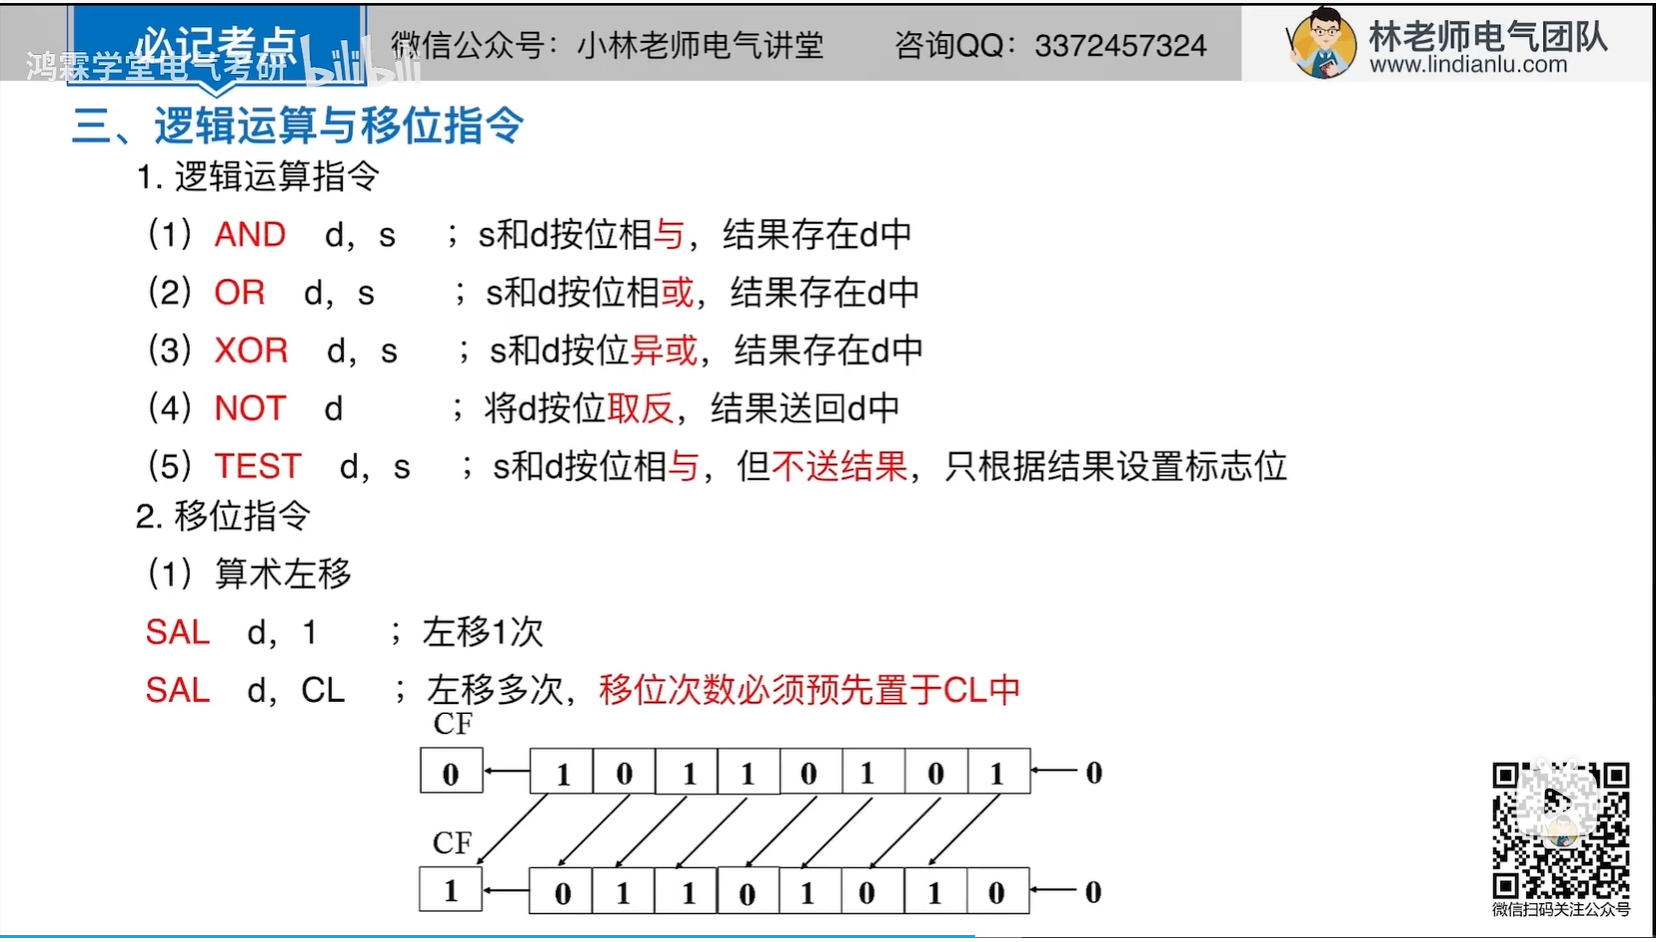 必记考点
鸿霖学堂电气考研 bilibili
微信公众号：小林老师电气讲堂 咨询QQ：3372457324
林老师电气团队
www.lindianlu.com
三、逻辑运算与移位指令
1. 逻辑运算指令
（1）AND d，s ；s和d按位相与，结果存在d中
（2）OR d，s ；s和d按位相或，结果存在d中
（3）XOR d，s ；s和d按位异或，结果存在d中
（4）NOT d ；将d按位取反，结果送回d中
（5）TEST d，s ；s和d按位相与，但不送结果，只根据结果设置标志位
2. 移位指令
（1）算术左移
SAL d，1 ；左移1次
SAL d，CL ；左移多次，移位次数必须预先置于CL中
CF
0 1 0 1 1 0 1 0 1 0
CF
1 0 1 1 0 1 0 1 0 0
微信扫码关注公众号